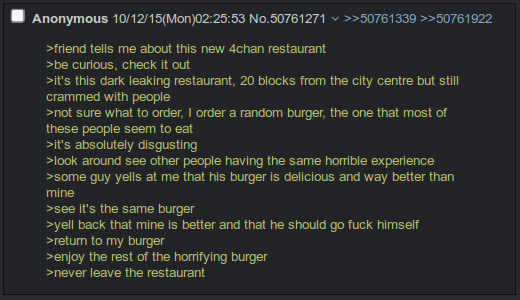 Anonymous 10/12/15(Mon)02:25:53 No.50761271 >>50761339 >>50761922
>friend tells me about this new 4chan restaurant
>be curious, check it out
>it's this dark leaking restaurant, 20 blocks from the city centre but still
crammed with people
>not sure what to order, I order a random burger, the one that most of
these people seem to eat
>it's absolutely disgusting
>look around see other people having the same horrible experience
>some guy yells at me that his burger is delicious and way better than
mine
>see it's the same burger
>yell back that mine is better and that he should go fuck himself
>return to my burger
>enjoy the rest of the horrifying burger
>never leave the restaurant